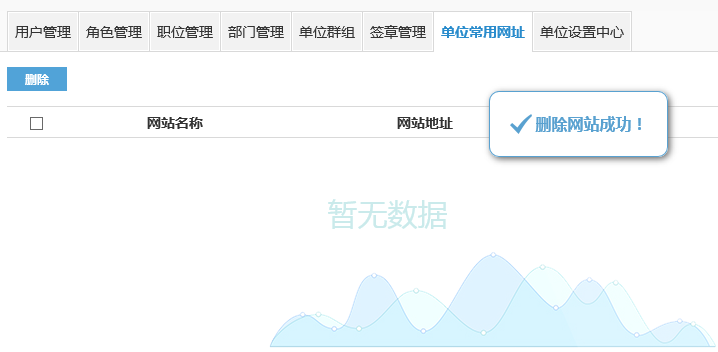 用户管理 角色管理 职位管理 部门管理 单位群组 签章管理 单位常用网址 单位设置中心
删除
网站名称 网站地址
删除网站成功！
暂无数据